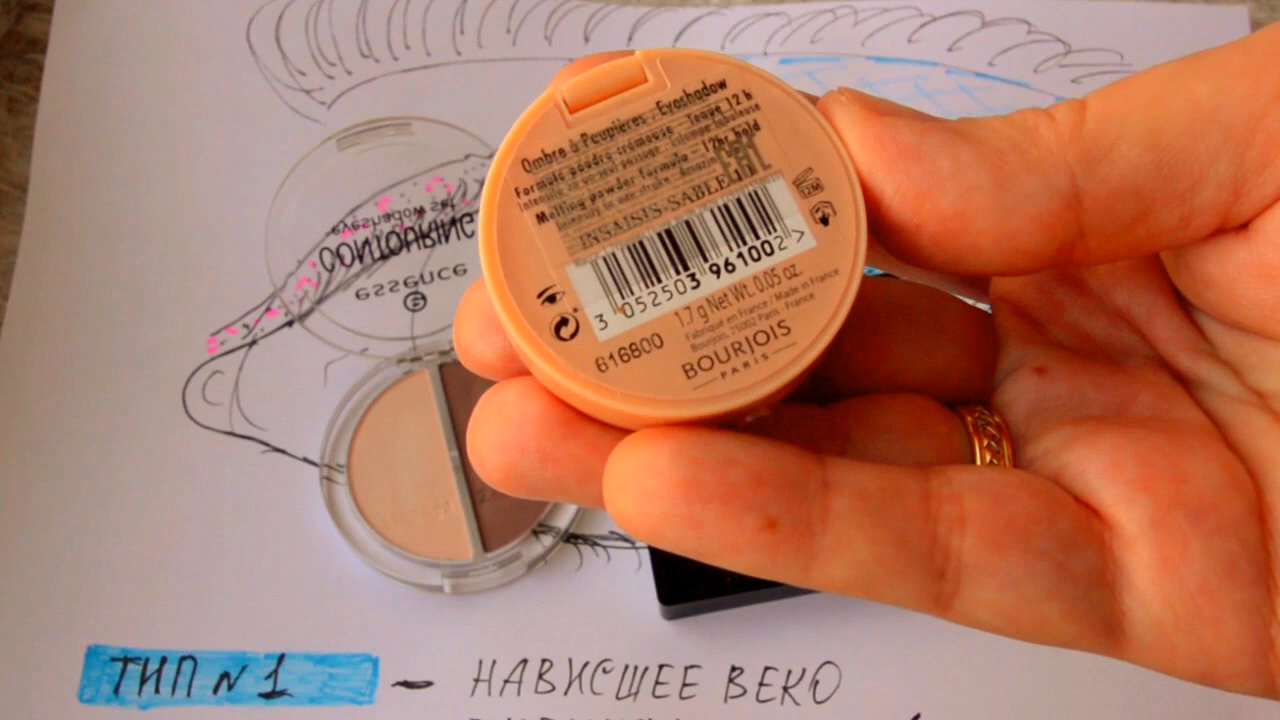 Ombre à Paupières · Eyeshadow
Formule poudre crémeuse · Tenue 12 h
Melting powder formula · 12hr hold
INSAISIS-SABLE
12M
3 052503 961002 >
1.7 g Net Wt. 0.05 oz.
Fabriqué en France / Made in France
Bourjois, 75002 Paris · France
616800
BOURJOIS
PARIS
eyeshadow set
CONTOURING
essence
ТИП №1 - НАВИСШЕЕ ВЕКО